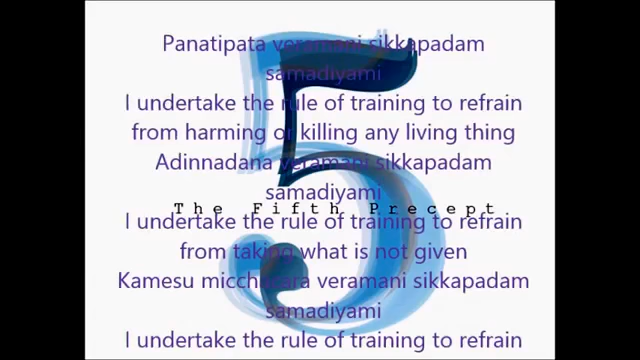 Panatipata veramani sikkapadam
samadiyami
I undertake the rule of training to refrain
from harming or killing any living thing
Adinnadana veramani sikkapadam
samadiyami
The Fifth Precept
I undertake the rule of training to refrain
from taking what is not given
Kamesu micchacara veramani sikkapadam
samadiyami
I undertake the rule of training to refrain
5